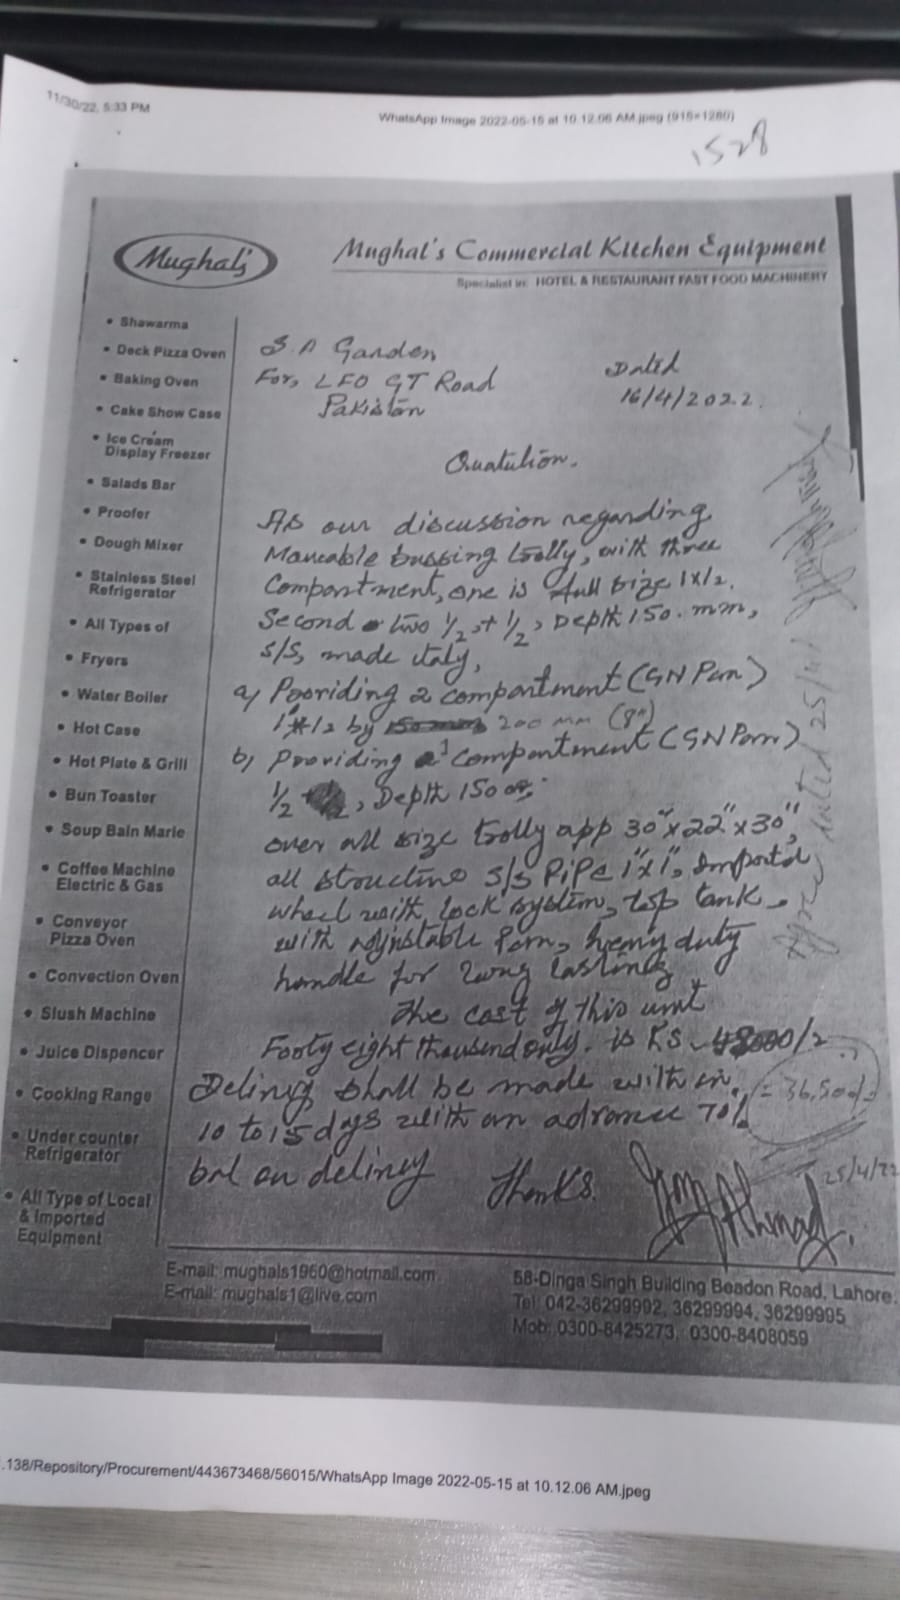 11/30/22, 5:33 PM
WhatsApp Image 2022-05-15 at 10.12.06 AM.jpeg (915×1280)
1528
Mughal's
Mughal's Commercial Kitchen Equipment
Specialist in: HOTEL & RESTAURANT FAST FOOD MACHINERY
• Shawarma
• Deck Pizza Oven
• Baking Oven
• Cake Show Case
• Ice Cream
Display Freezer
• Salads Bar
• Proofer
• Dough Mixer
• Stainless Steel
Refrigerator
• All Types of
• Fryers
• Water Boiler
• Hot Case
• Hot Plate & Grill
• Bun Toaster
• Soup Bain Marie
• Coffee Machine
Electric & Gas
• Conveyor
Pizza Oven
• Convection Oven
• Slush Machine
• Juice Dispencer
• Cooking Range
• Under counter
Refrigerator
• All Type of Local
& Imported
Equipment
S.A Garden
For, LFO GT Road
Pakistan
Dated
16/4/2022.
Quatution.
As our discussion regarding
Moveable bussing trolly, with three
Compartment, one is full size 1x1/2.
Second two 1/2 + 1/2, Depth 150.mm,
S/S, made itely,
a) Pooriding 2 compartment (GN Pan)
by 200 mm (8")
b) Providing 1 compartment (GN Pan)
1/2, Depth 150
over all size trolly app 30"x22"x30"
all structine S/S PiPe 1"x1", Import'd
wheel with lock system, top tank
with adjustable Pan, heavy duty
handle for long lasting
The cost of this unit
Footy eight thousend only. is RS 48000/2
= 36,500/=
Delivry shall be made with in
10 to 15 days with an advance 70%
bal on delivery
Thanks.
Ahmad.
25/4/22
dated 25/4/
E-mail: mughals1960@hotmail.com
E-mail: mughals1@live.com
58-Dinga Singh Building Beadon Road, Lahore.
Tel: 042-36299992, 36299994, 36299995
Mob: 0300-8425273, 0300-8408059
.138/Repository/Procurement/443673468/56015/WhatsApp Image 2022-05-15 at 10.12.06 AM.jpeg